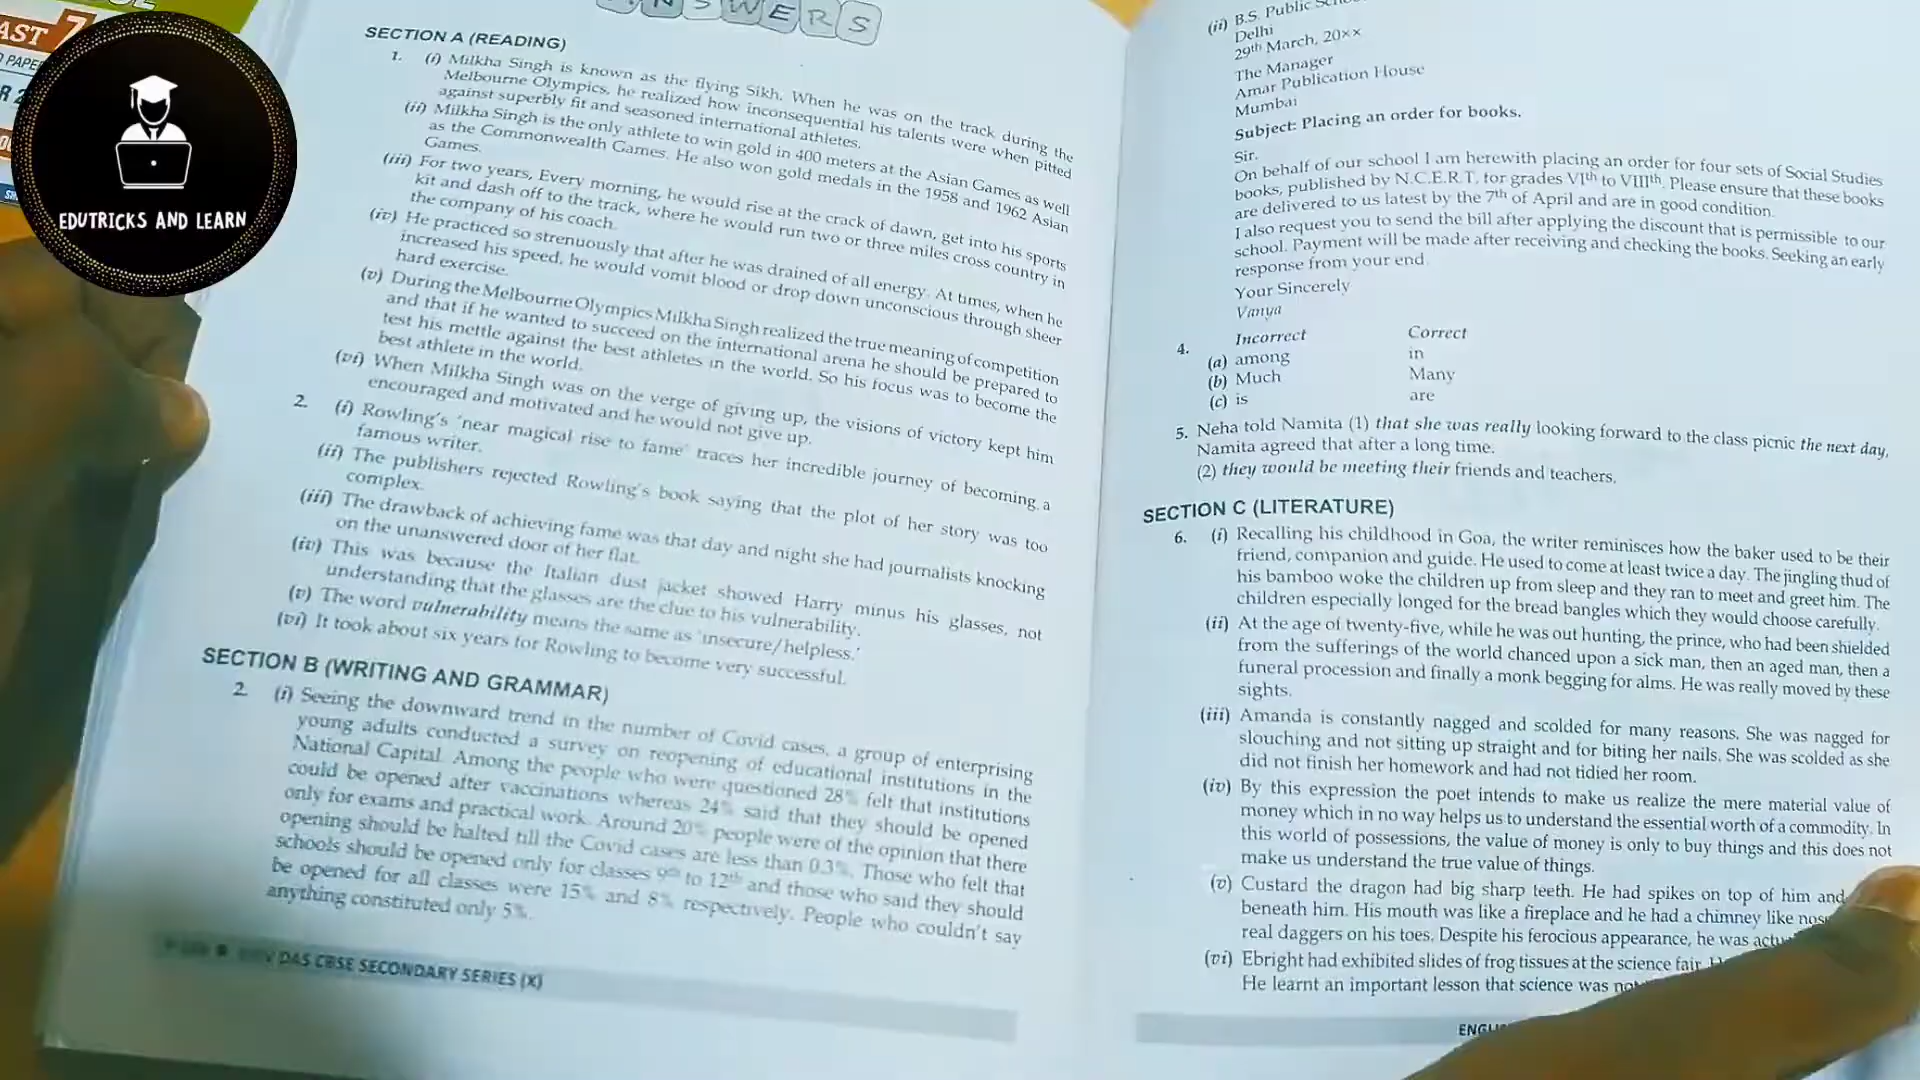 AST 7
PAPE
R 2
EDUTRICKS AND LEARN
ANSWERS
SECTION A (READING)
1. (i) Milkha Singh is known as the flying Sikh. When he was on the track during the
Melbourne Olympics, he realized how inconsequential his talents were when pitted
against superbly fit and seasoned international athletes.
(ii) Milkha Singh is the only athlete to win gold in 400 meters at the Asian Games as well
as the Commonwealth Games. He also won gold medals in the 1958 and 1962 Asian
Games.
(iii) For two years, Every morning, he would rise at the crack of dawn, get into his sports
kit and dash off to the track, where he would run two or three miles cross country in
the company of his coach.
(iv) He practiced so strenuously that after he was drained of all energy. At times, when he
increased his speed, he would vomit blood or drop down unconscious through sheer
hard exercise.
(v) During the Melbourne Olympics Milkha Singh realized the true meaning of competition
and that if he wanted to succeed on the international arena he should be prepared to
test his mettle against the best athletes in the world. So his focus was to become the
best athlete in the world.
(vi) When Milkha Singh was on the verge of giving up, the visions of victory kept him
encouraged and motivated and he would not give up.
2. (i) Rowling's 'near magical rise to fame' traces her incredible journey of becoming a
famous writer.
(ii) The publishers rejected Rowling's book saying that the plot of her story was too
complex.
(iii) The drawback of achieving fame was that day and night she had journalists knocking
on the unanswered door of her flat.
(iv) This was because the Italian dust jacket showed Harry minus his glasses, not
understanding that the glasses are the clue to his vulnerability.
(v) The word vulnerability means the same as 'insecure/helpless.'
(vi) It took about six years for Rowling to become very successful.
SECTION B (WRITING AND GRAMMAR)
2. (i) Seeing the downward trend in the number of Covid cases, a group of enterprising
young adults conducted a survey on reopening of educational institutions in the
National Capital. Among the people who were questioned 28% felt that institutions
could be opened after vaccinations whereas 24% said that they should be opened
only for exams and practical work. Around 20% people were of the opinion that there
opening should be halted till the Covid cases are less than 0.3%. Those who felt that
schools should be opened only for classes 9th to 12th and those who said they should
be opened for all classes were 15% and 8% respectively. People who couldn't say
anything constituted only 5%.
DAS CBSE SECONDARY SERIES (X)
(ii) B.S. Public
Delhi
29th March, 20××
The Manager
Amar Publication House
Mumbai
Subject: Placing an order for books.
Sir,
On behalf of our school I am herewith placing an order for four sets of Social Studies
books, published by N.C.E.R.T. for grades VIth to VIIIth. Please ensure that these books
are delivered to us latest by the 7th of April and are in good condition.
I also request you to send the bill after applying the discount that is permissible to our
school. Payment will be made after receiving and checking the books. Seeking an early
response from your end.
Your Sincerely
Vanya
4. Incorrect Correct
(a) among in
(b) Much Many
(c) is are
5. Neha told Namita (1) that she was really looking forward to the class picnic the next day,
Namita agreed that after a long time.
(2) they would be meeting their friends and teachers.
SECTION C (LITERATURE)
6. (i) Recalling his childhood in Goa, the writer reminisces how the baker used to be their
friend, companion and guide. He used to come at least twice a day. The jingling thud of
his bamboo woke the children up from sleep and they ran to meet and greet him. The
children especially longed for the bread bangles which they would choose carefully.
(ii) At the age of twenty-five, while he was out hunting, the prince, who had been shielded
from the sufferings of the world chanced upon a sick man, then an aged man, then a
funeral procession and finally a monk begging for alms. He was really moved by these
sights.
(iii) Amanda is constantly nagged and scolded for many reasons. She was nagged for
slouching and not sitting up straight and for biting her nails. She was scolded as she
did not finish her homework and had not tidied her room.
(iv) By this expression the poet intends to make us realize the mere material value of
money which in no way helps us to understand the essential worth of a commodity. In
this world of possessions, the value of money is only to buy things and this does not
make us understand the true value of things.
(v) Custard the dragon had big sharp teeth. He had spikes on top of him and
beneath him. His mouth was like a fireplace and he had a chimney like nos
real daggers on his toes. Despite his ferocious appearance, he was actu
(vi) Ebright had exhibited slides of frog tissues at the science fair.
He learnt an important lesson that science was not